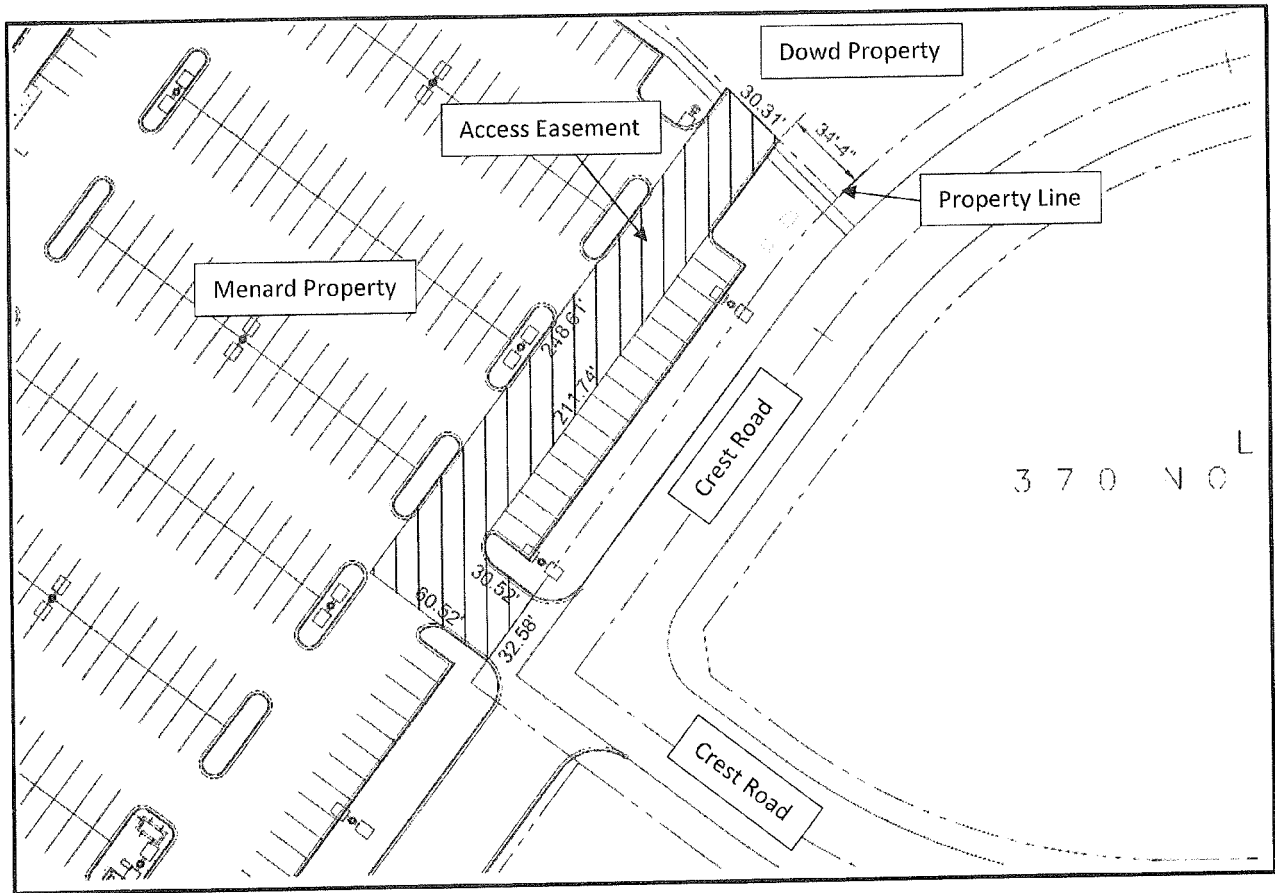 Dowd Property
30.31'
34'-4"
Access Easement
Property Line
Menard Property
248.61'
211.74'
Crest Road
L
3 7 0
30.52'
60.52'
32.58'
Crest Road